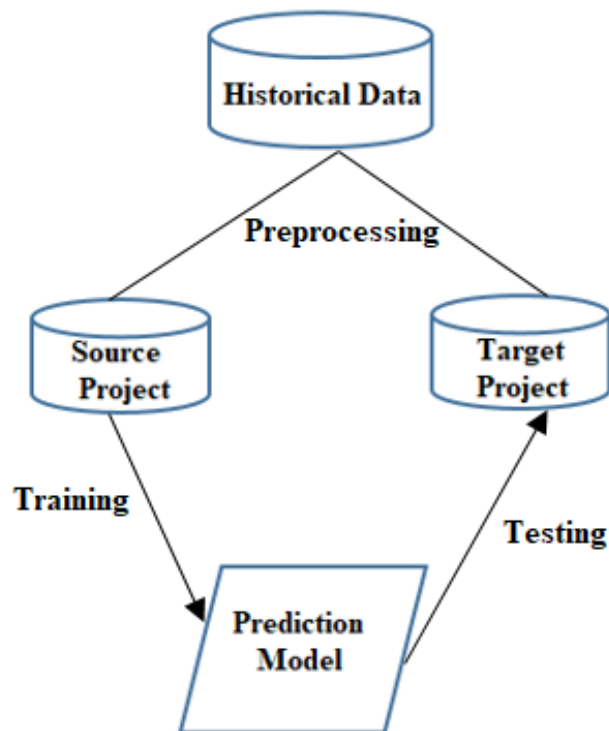 Historical Data
Preprocessing
Source
Project
Target
Project
Training
Testing
Prediction
Model